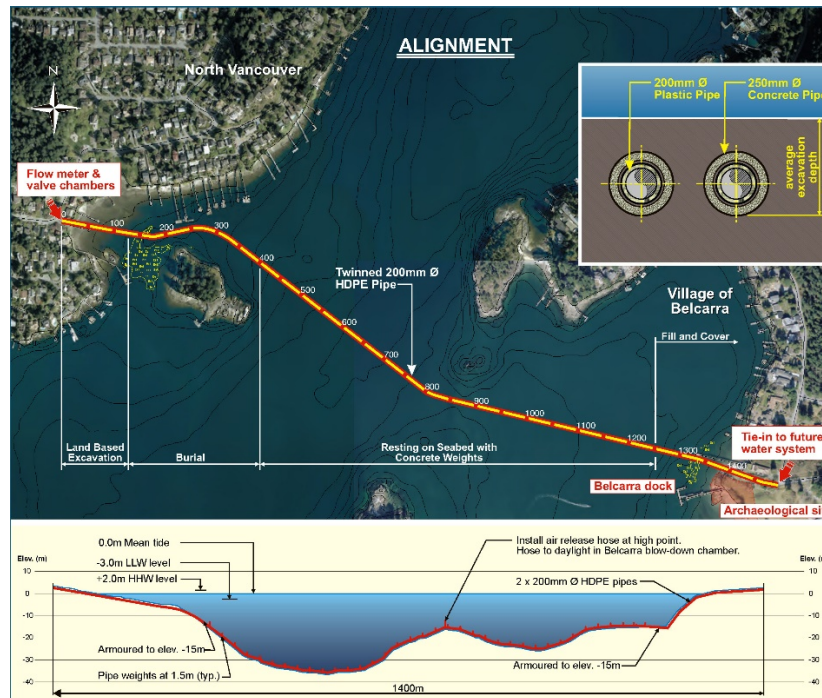 ALIGNMENT
North Vancouver
N
200mm Ø
Plastic Pipe
250mm Ø
Concrete Pipe
average
excavation
depth
Flow meter &
valve chambers
0
100
200
300
400
500
600
700
800
900
1000
1100
1200
1300
1400
Twinned 200mm Ø
HDPE Pipe
Village of
Belcarra
Fill and Cover
Land Based
Excavation
Burial
Resting on Seabed with
Concrete Weights
Tie-in to future
water system
Belcarra dock
Archaeological si
0.0m Mean tide
-3.0m LLW level
+2.0m HHW level
Install air release hose at high point.
Hose to daylight in Belcarra blow-down chamber.
2 x 200mm Ø HDPE pipes
Elev. (m)
10
0
-10
-20
-30
-40
Armoured to elev. -15m
Pipe weights at 1.5m (typ.)
Armoured to elev. -15m
1400m
Elev. (m)
10
0
-10
-20
-30
-40